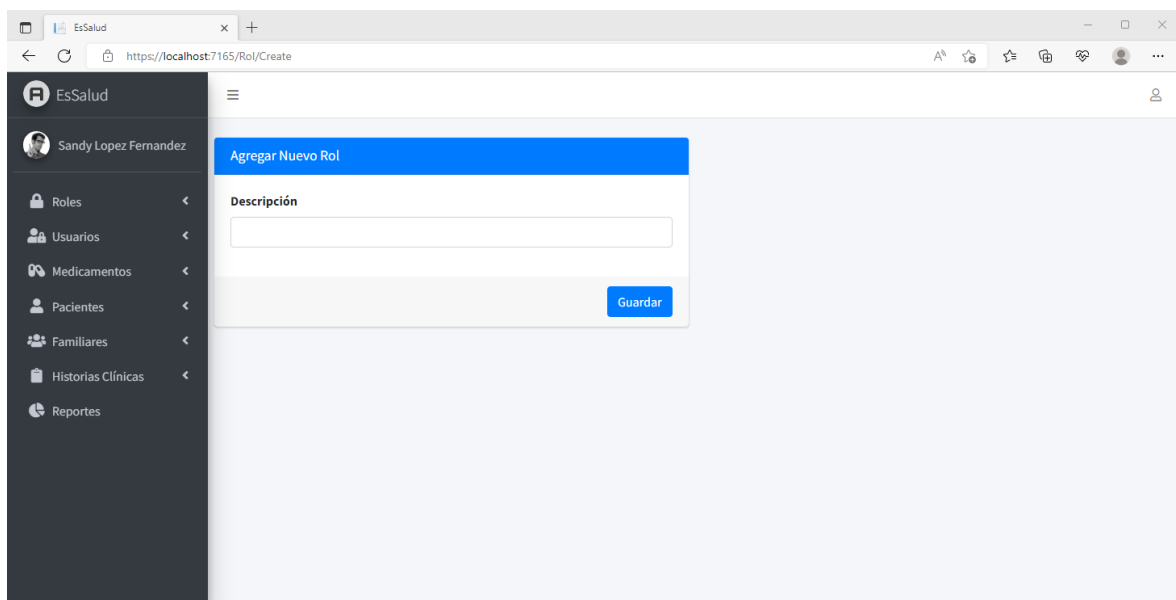 EsSalud
https://localhost:7165/Rol/Create
EsSalud
Sandy Lopez Fernandez
Agregar Nuevo Rol
Roles
Descripción
Usuarios
Medicamentos
Pacientes
Guardar
Familiares
Historias Clínicas
Reportes